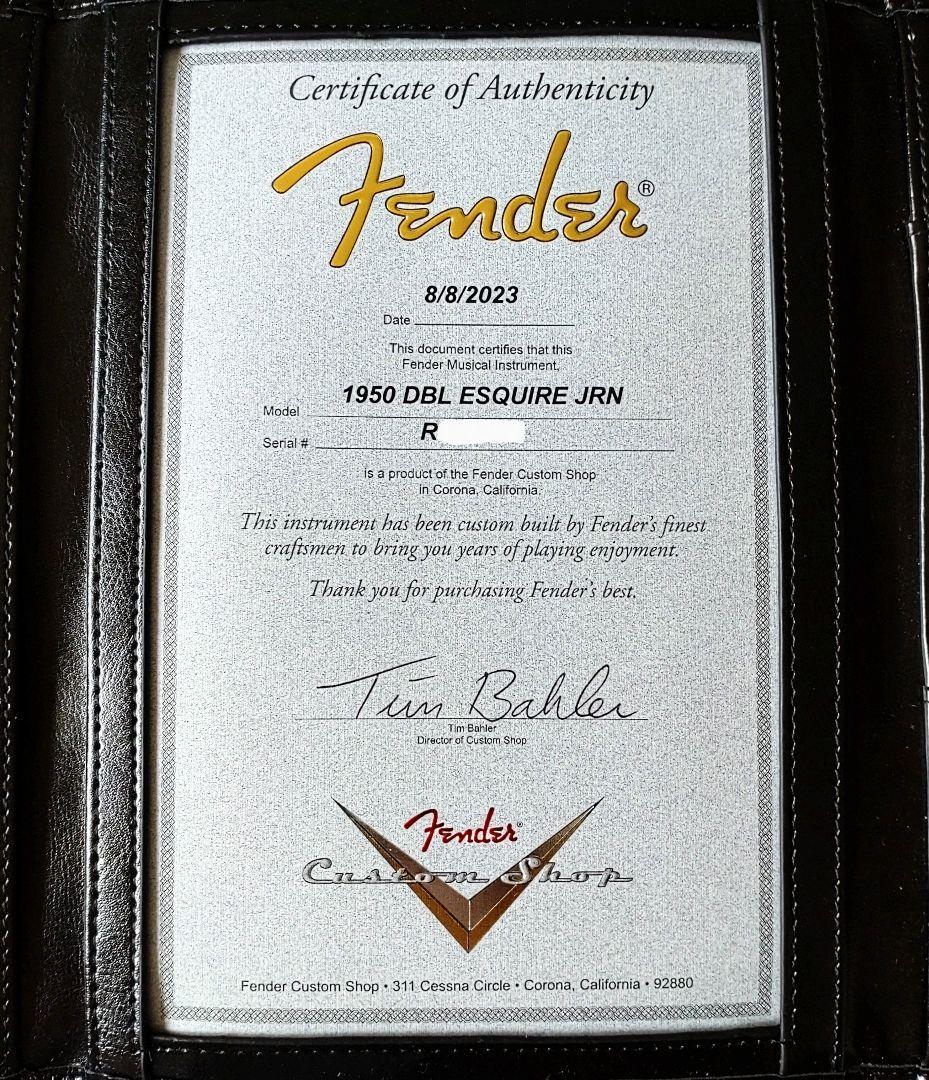 Certificate of Authenticity
Fender®
8/8/2023
Date
This document certifies that this
Fender Musical Instrument,
1950 DBL ESQUIRE JRN
Model
R
Serial #
is a product of the Fender Custom Shop
in Corona, California.
This instrument has been custom built by Fender's finest
craftsmen to bring you years of playing enjoyment.
Thank you for purchasing Fender's best.
Tim Bahler
Tim Bahler
Director of Custom Shop
Fender®
Custom Shop
Fender Custom Shop • 311 Cessna Circle • Corona, California • 92880